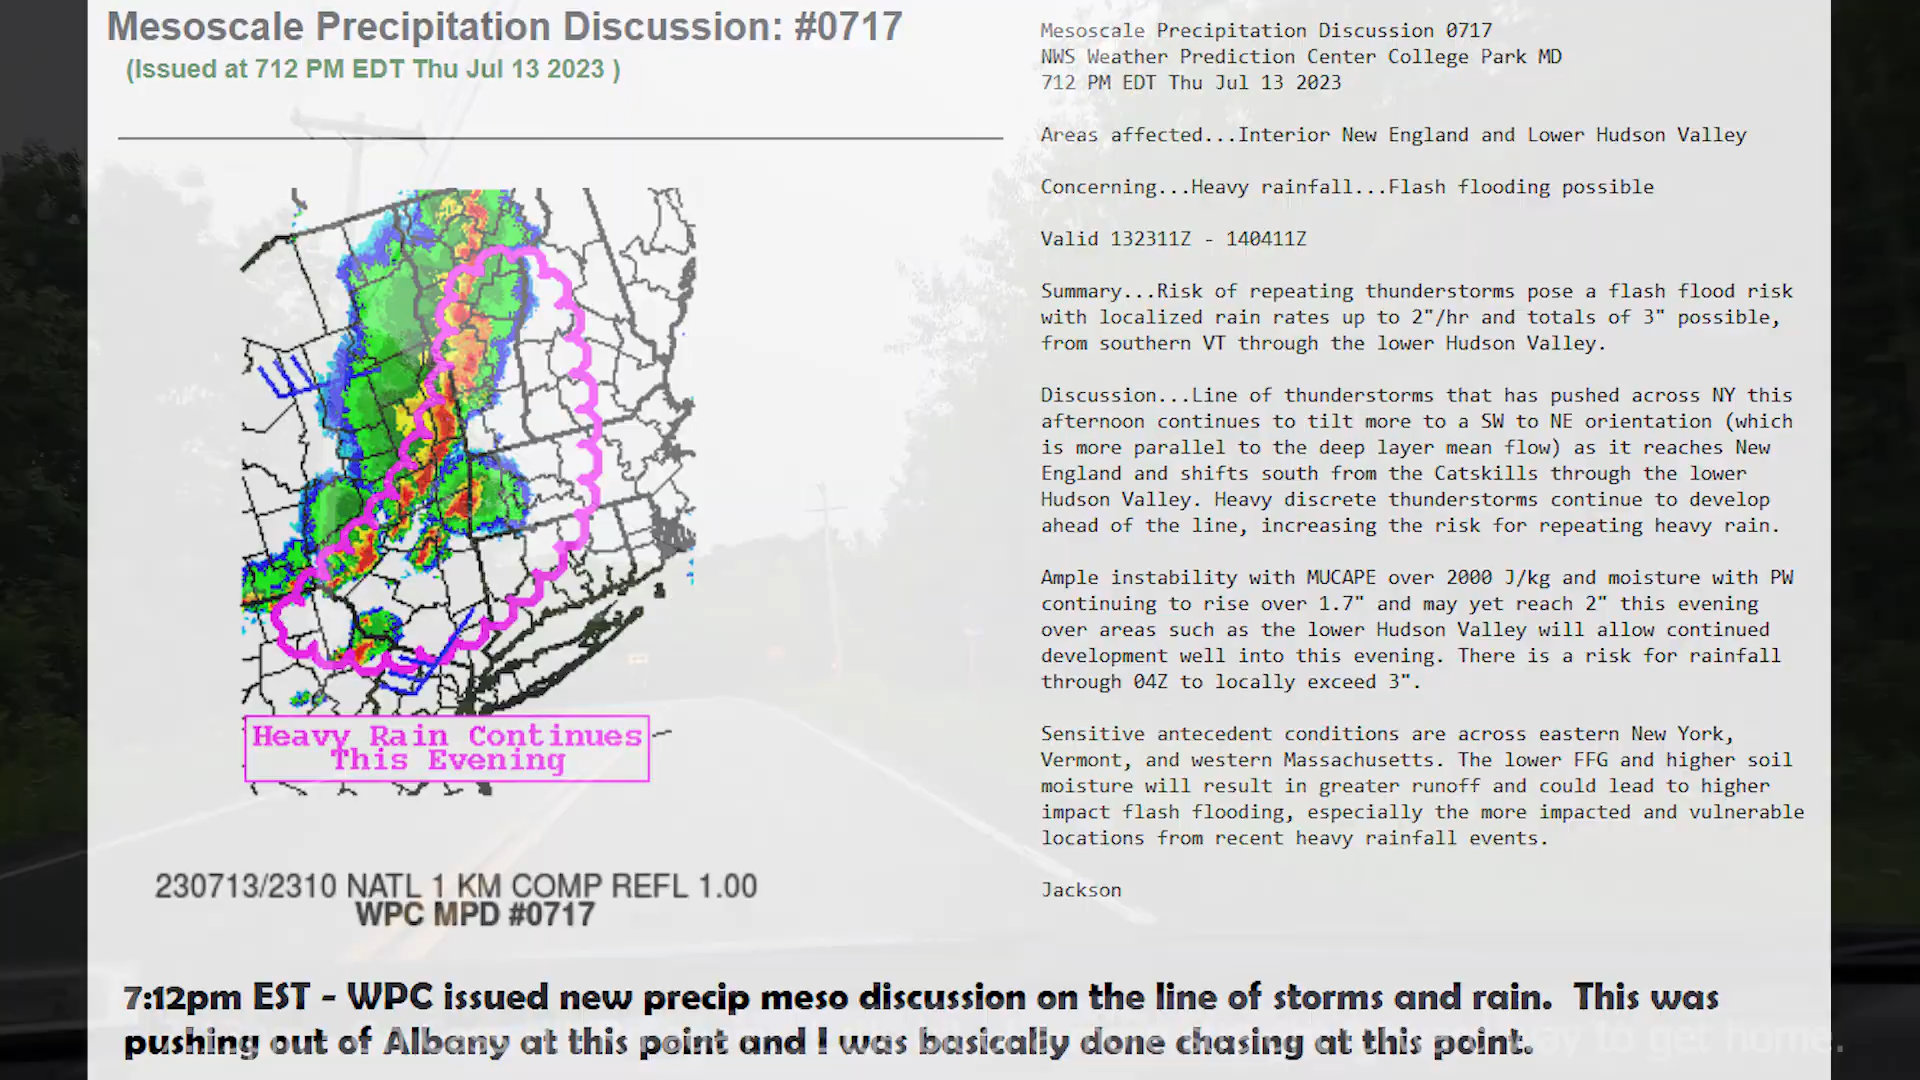 Mesoscale Precipitation Discussion: #0717
(Issued at 712 PM EDT Thu Jul 13 2023 )
Heavy Rain Continues
This Evening
230713/2310 NATL 1 KM COMP REFL 1.00
WPC MPD #0717
Mesoscale Precipitation Discussion 0717
NWS Weather Prediction Center College Park MD
712 PM EDT Thu Jul 13 2023
Areas affected...Interior New England and Lower Hudson Valley
Concerning...Heavy rainfall...Flash flooding possible
Valid 132311Z - 140411Z
Summary...Risk of repeating thunderstorms pose a flash flood risk
with localized rain rates up to 2"/hr and totals of 3" possible,
from southern VT through the lower Hudson Valley.
Discussion...Line of thunderstorms that has pushed across NY this
afternoon continues to tilt more to a SW to NE orientation (which
is more parallel to the deep layer mean flow) as it reaches New
England and shifts south from the Catskills through the lower
Hudson Valley. Heavy discrete thunderstorms continue to develop
ahead of the line, increasing the risk for repeating heavy rain.
Ample instability with MUCAPE over 2000 J/kg and moisture with PW
continuing to rise over 1.7" and may yet reach 2" this evening
over areas such as the lower Hudson Valley will allow continued
development well into this evening. There is a risk for rainfall
through 04Z to locally exceed 3".
Sensitive antecedent conditions are across eastern New York,
Vermont, and western Massachusetts. The lower FFG and higher soil
moisture will result in greater runoff and could lead to higher
impact flash flooding, especially the more impacted and vulnerable
locations from recent heavy rainfall events.
Jackson
7:12pm EST - WPC issued new precip meso discussion on the line of storms and rain. This was
pushing out of Albany at this point and I was basically done chasing at this point.
way to get home.